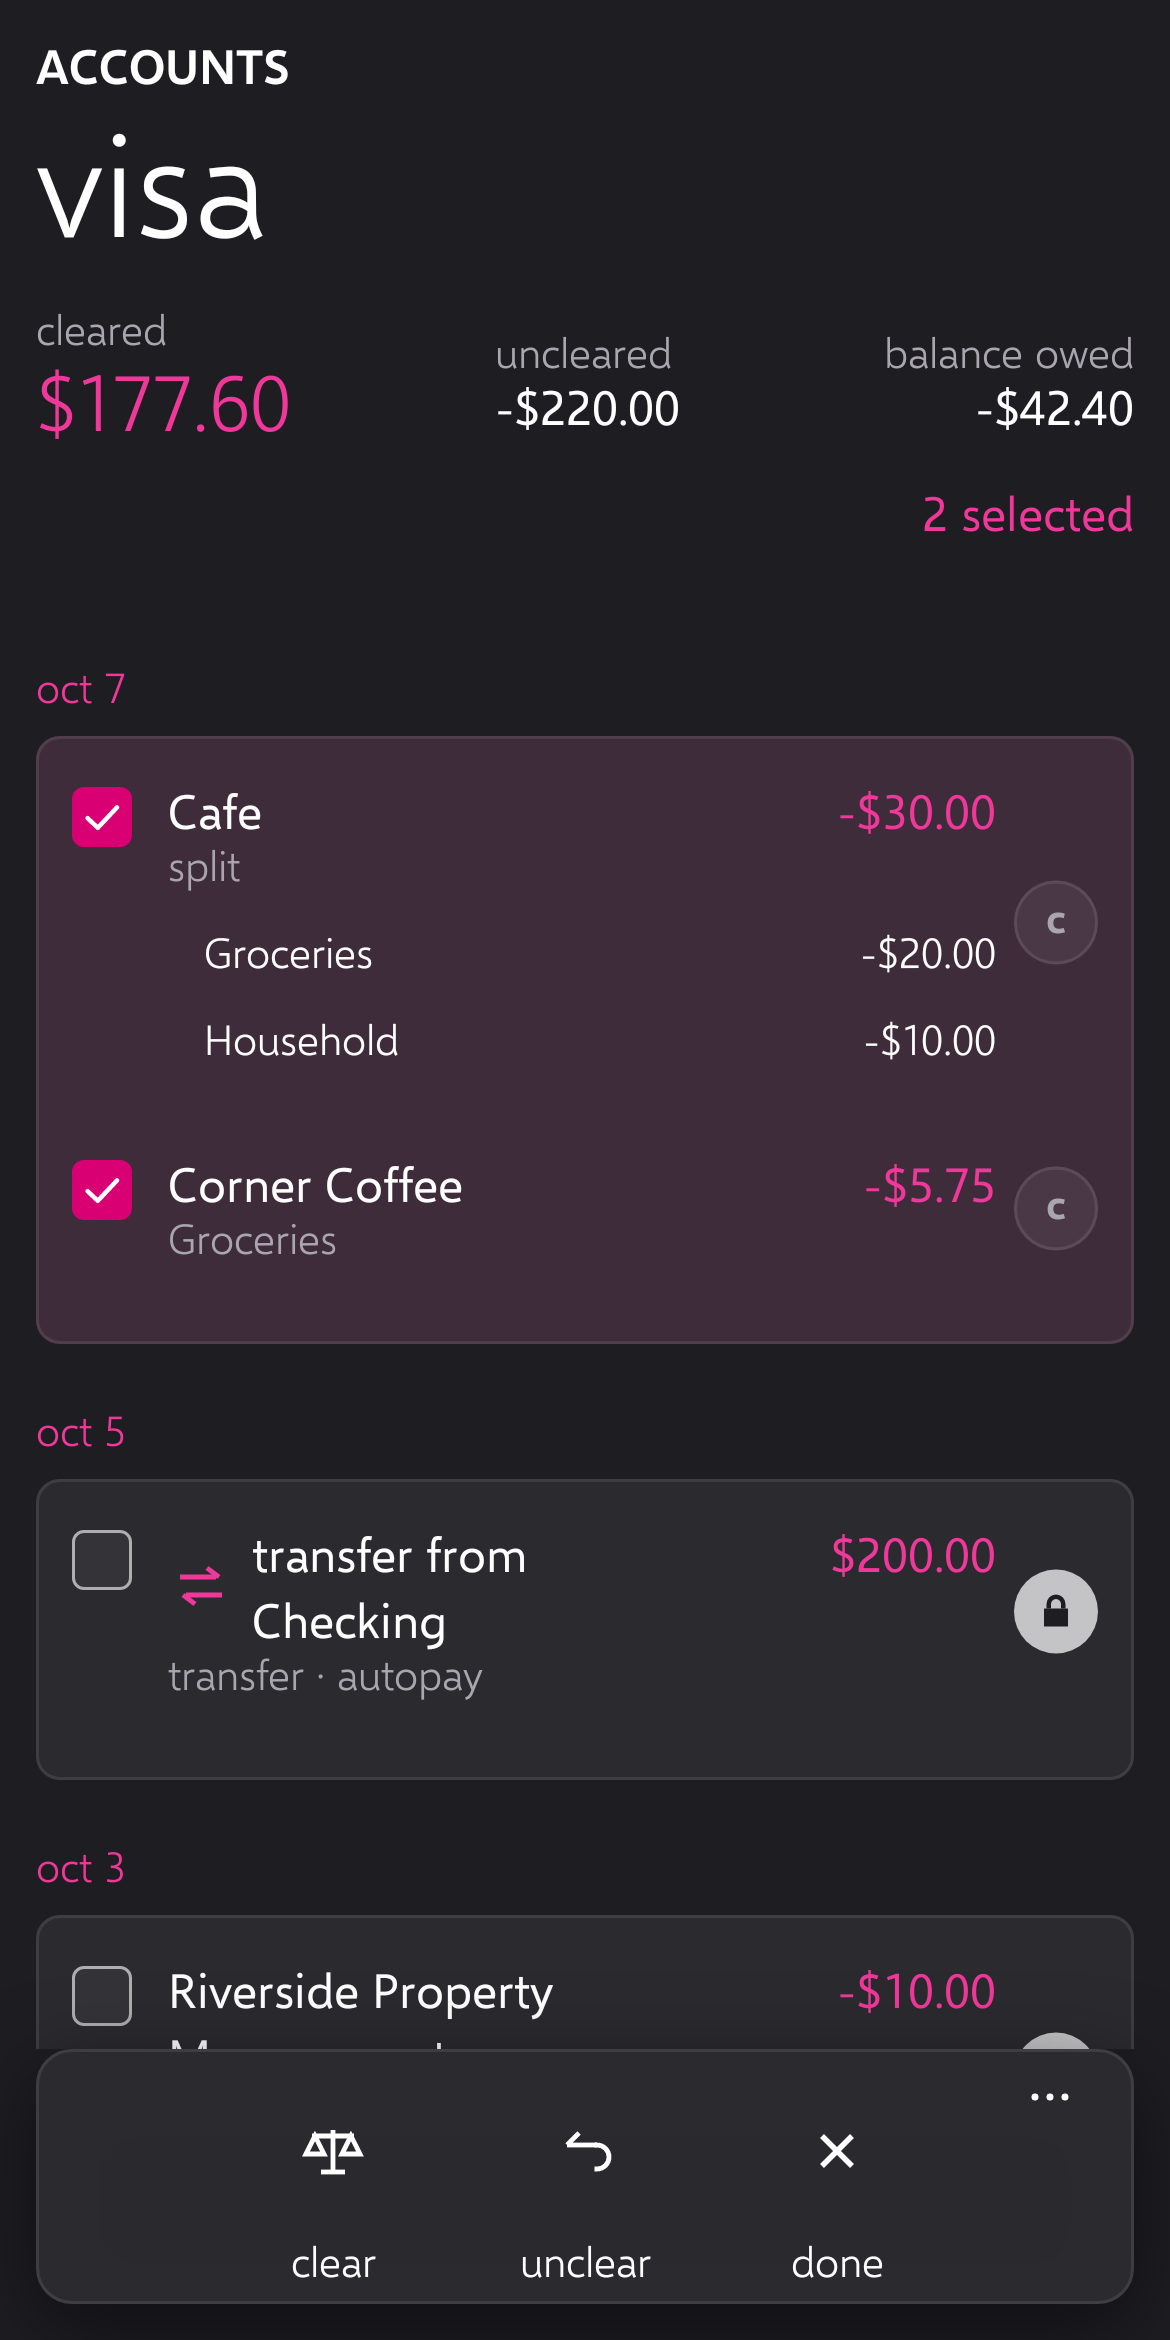 ACCOUNTS
visa
cleared
$177.60
uncleared
-$220.00
balance owed
-$42.40
2 selected
oct 7
Cafe
-$30.00
split
c
Groceries
-$20.00
Household
-$10.00
Corner Coffee
-$5.75
c
Groceries
oct 5
transfer from
$200.00
Checking
transfer · autopay
oct 3
Riverside Property
-$10.00
clear
unclear
done